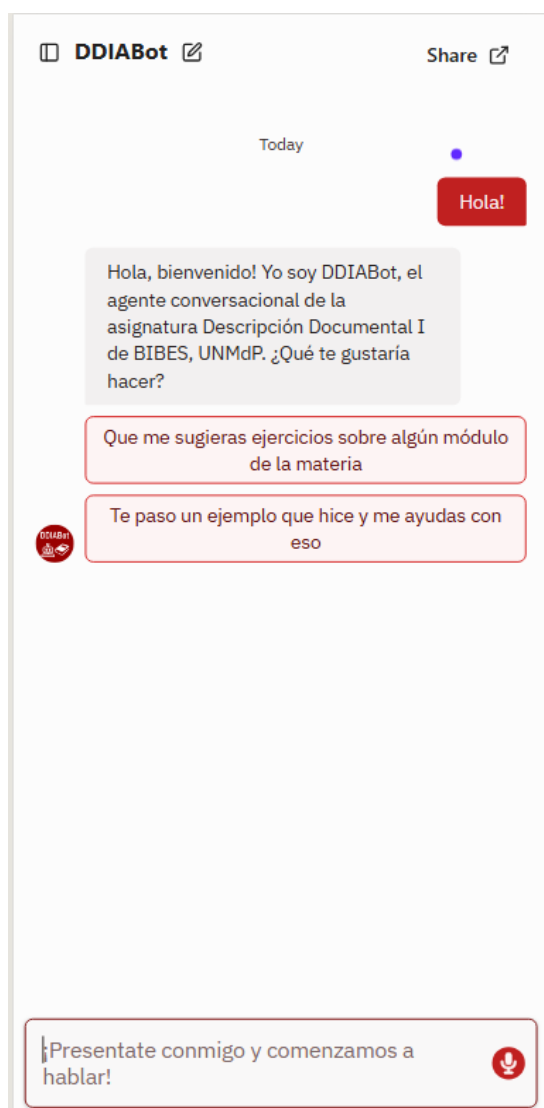 DDIABot
Share
Today
Hola!
Hola, bienvenido! Yo soy DDIABot, el
agente conversacional de la
asignatura Descripción Documental I
de BIBES, UNMdP. ¿Qué te gustaría
hacer?
Que me sugieras ejercicios sobre algún módulo
de la materia
Te paso un ejemplo que hice y me ayudas con
eso
DDIABot
¡Presentate conmigo y comenzamos a
hablar!